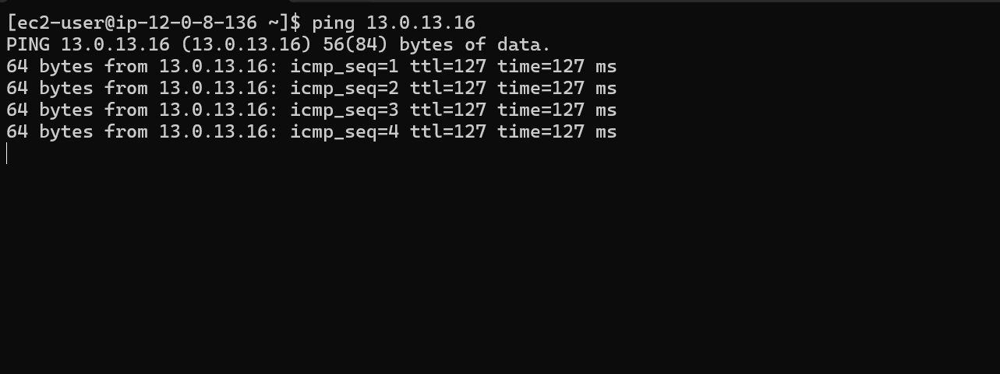 [ec2-user@ip-12-0-8-136 ~]$ ping 13.0.13.16
PING 13.0.13.16 (13.0.13.16) 56(84) bytes of data.
64 bytes from 13.0.13.16: icmp_seq=1 ttl=127 time=127 ms
64 bytes from 13.0.13.16: icmp_seq=2 ttl=127 time=127 ms
64 bytes from 13.0.13.16: icmp_seq=3 ttl=127 time=127 ms
64 bytes from 13.0.13.16: icmp_seq=4 ttl=127 time=127 ms